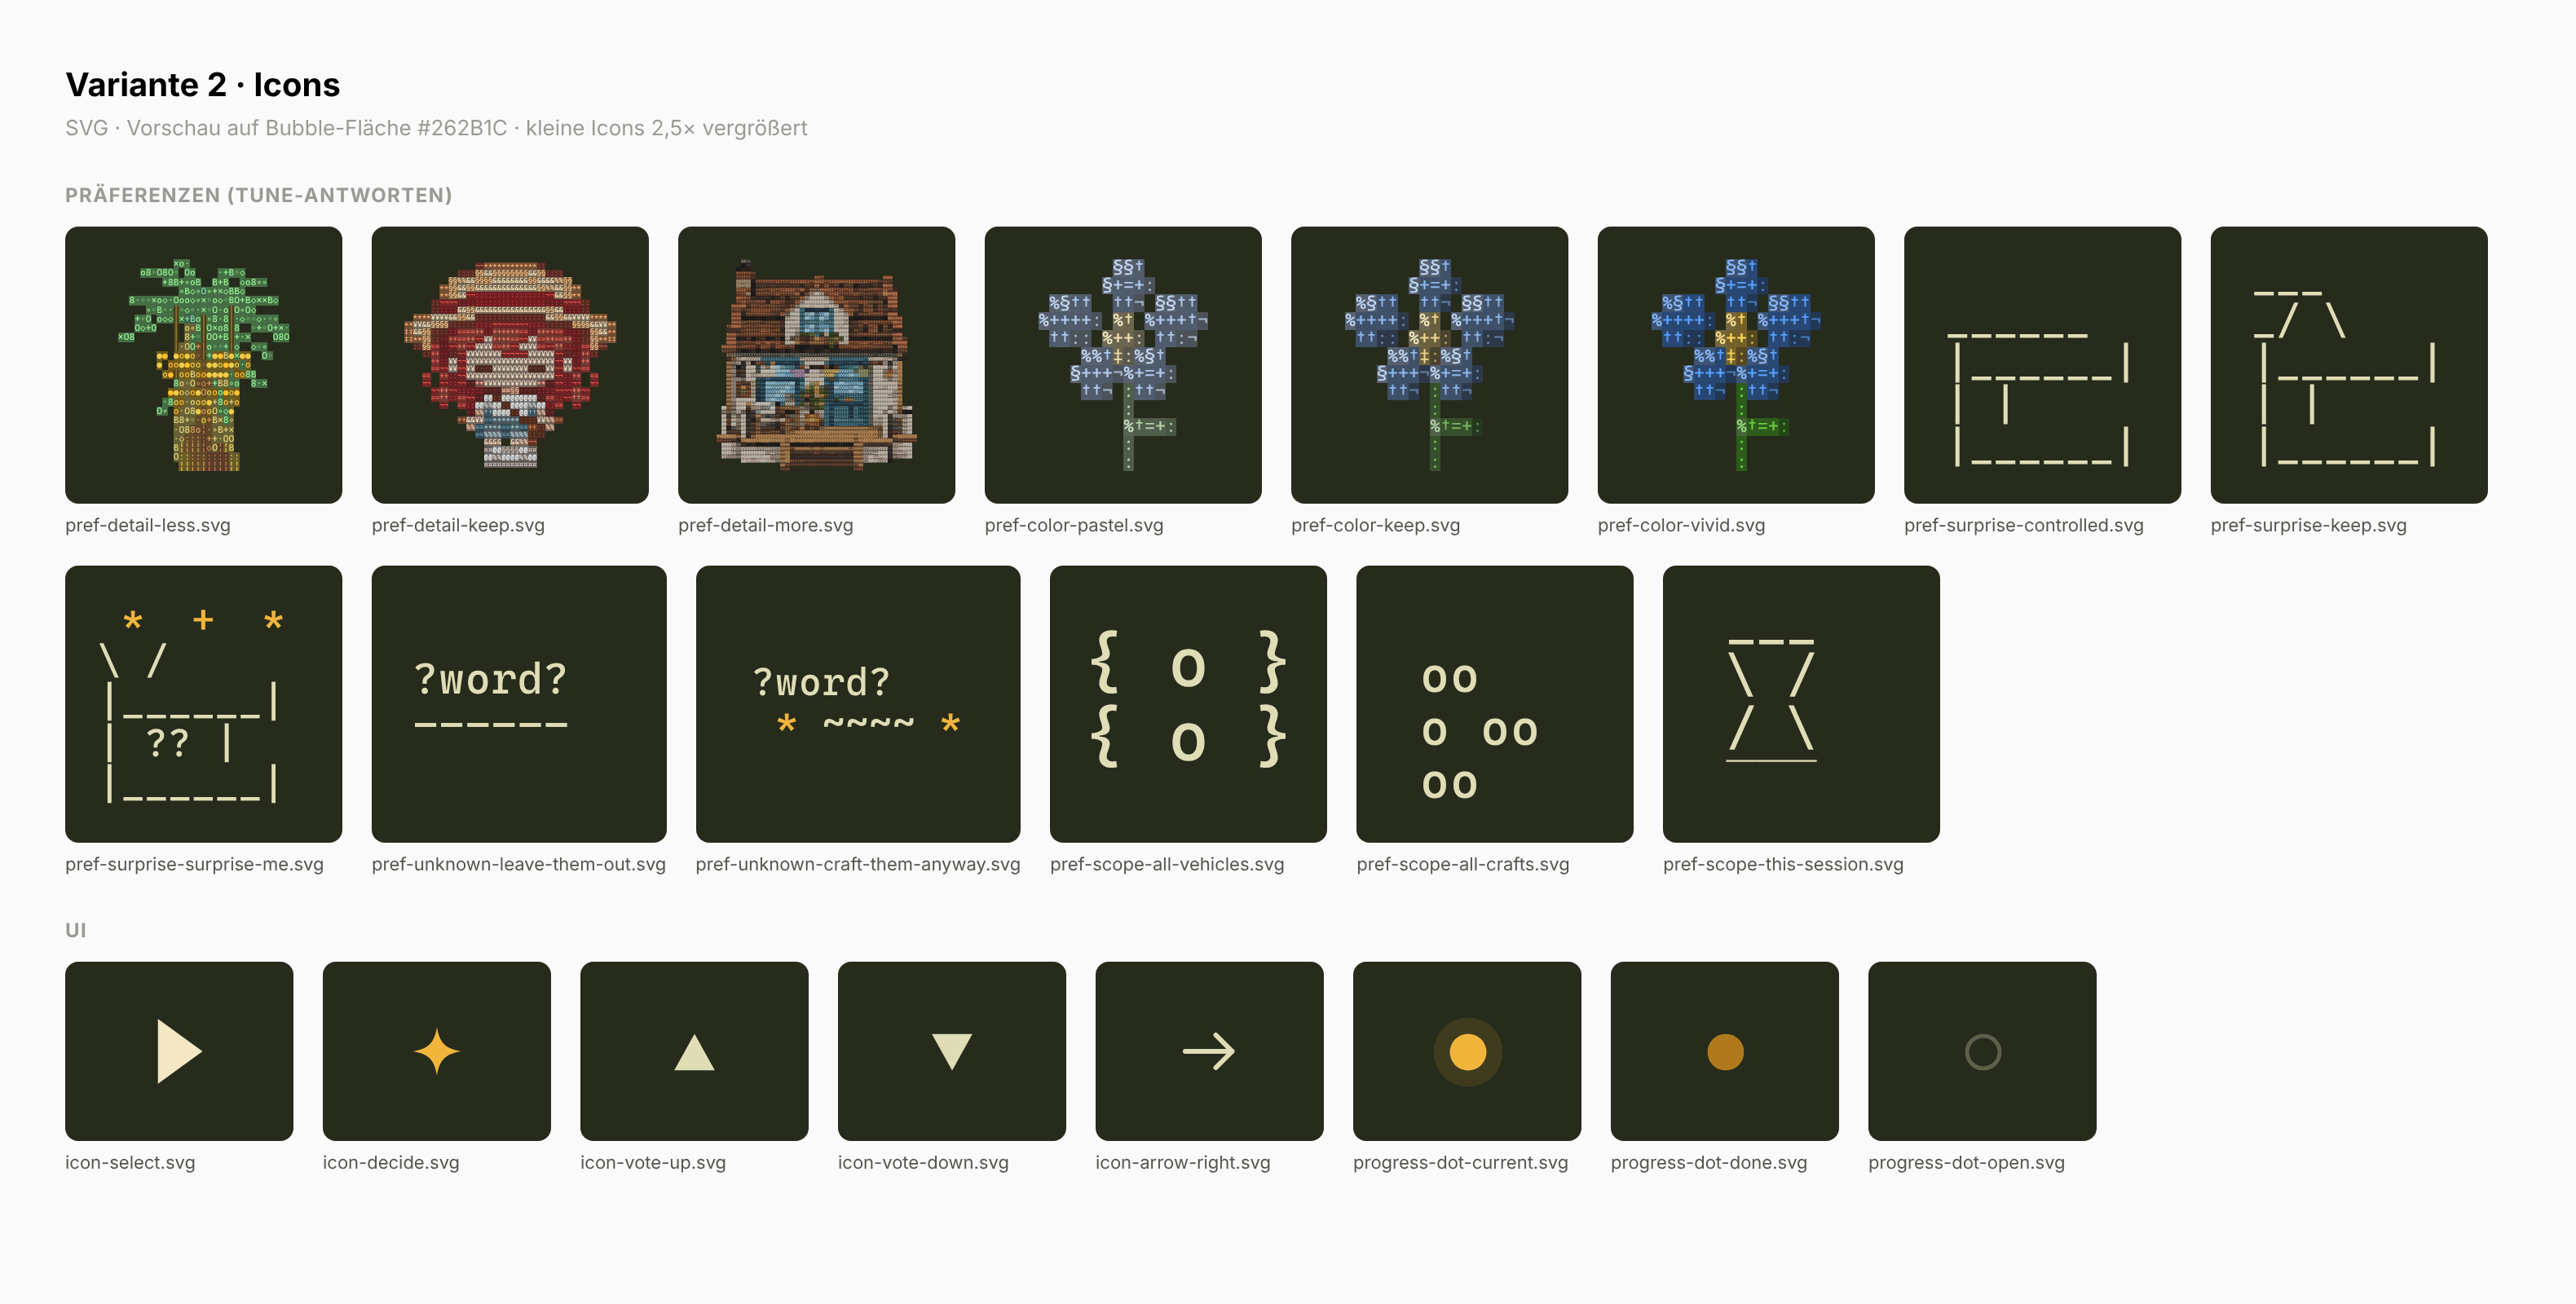 Variante 2 · Icons
SVG · Vorschau auf Bubble-Fläche #262B1C · kleine Icons 2,5× vergrößert
PRÄFERENZEN (TUNE-ANTWORTEN)
pref-detail-less.svg
pref-detail-keep.svg
pref-detail-more.svg
pref-color-pastel.svg
pref-color-keep.svg
pref-color-vivid.svg
pref-surprise-controlled.svg
pref-surprise-keep.svg
??
?word?
?word?
* ~~~~ *
{ o }
{ o }
oo
o oo
oo
pref-surprise-surprise-me.svg
pref-unknown-leave-them-out.svg
pref-unknown-craft-them-anyway.svg
pref-scope-all-vehicles.svg
pref-scope-all-crafts.svg
pref-scope-this-session.svg
UI
icon-select.svg
icon-decide.svg
icon-vote-up.svg
icon-vote-down.svg
icon-arrow-right.svg
progress-dot-current.svg
progress-dot-done.svg
progress-dot-open.svg